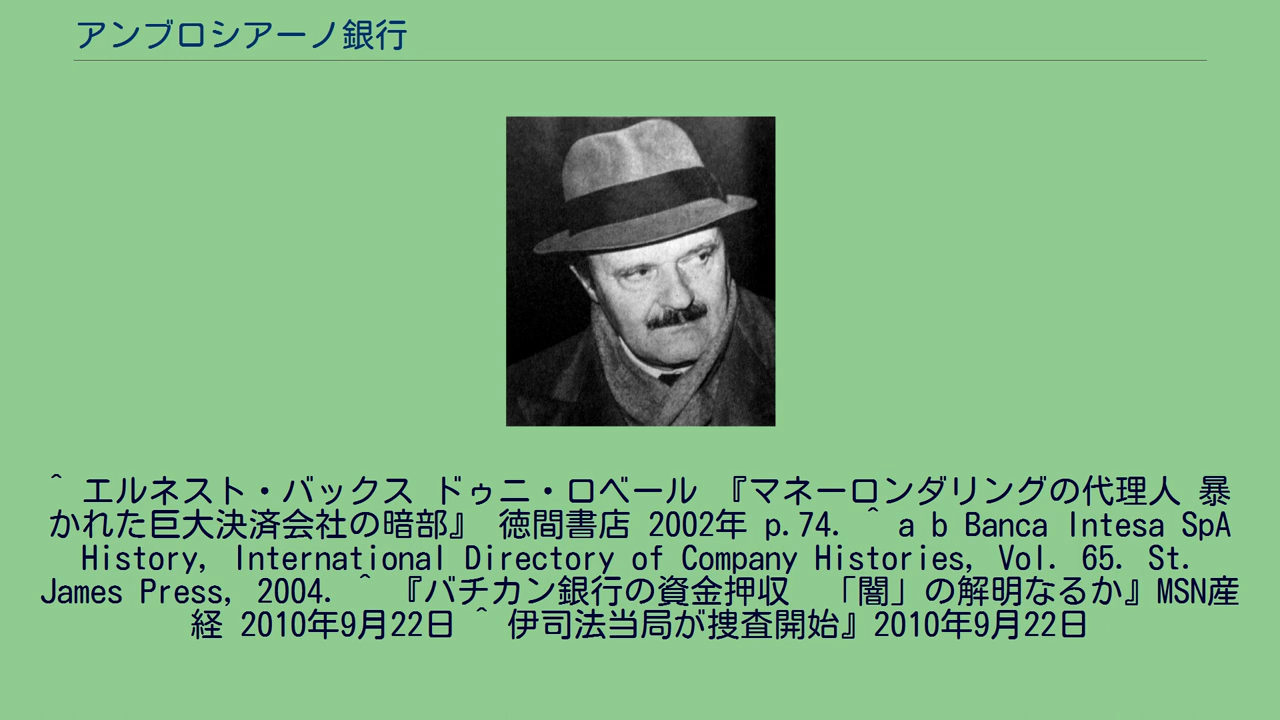 アンブロシアーノ銀行
^ エルネスト・バックス ドゥニ・ロベール 『マネーロンダリングの代理人 暴
かれた巨大決済会社の暗部』 徳間書店 2002年 p.74. ^ a b Banca Intesa SpA
History, International Directory of Company Histories, Vol. 65. St.
James Press, 2004. ^ 『バチカン銀行の資金押収　「闇」の解明なるか』MSN産
経 2010年9月22日 ^ 伊司法当局が捜査開始』2010年9月22日